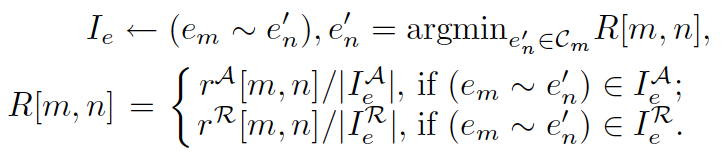 I_e ← (e_m ∼ e′_n), e′_n = argmin_{e′_n ∈ 𝒞_m} R[m, n],
R[m, n] = { r^𝒜[m, n]/|I_e^𝒜|, if (e_m ∼ e′_n) ∈ I_e^𝒜;
r^ℛ[m, n]/|I_e^ℛ|, if (e_m ∼ e′_n) ∈ I_e^ℛ.